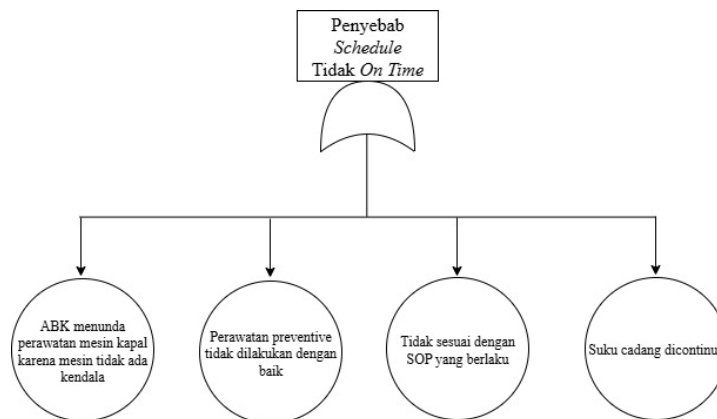 Penyebab
Schedule
Tidak On Time
ABK menunda
perawatan mesin kapal
karena mesin tidak ada
kendala
Perawatan preventive
tidak dilakukan dengan
baik
Tidak sesuai dengan
SOP yang berlaku
Suku cadang dicontinu